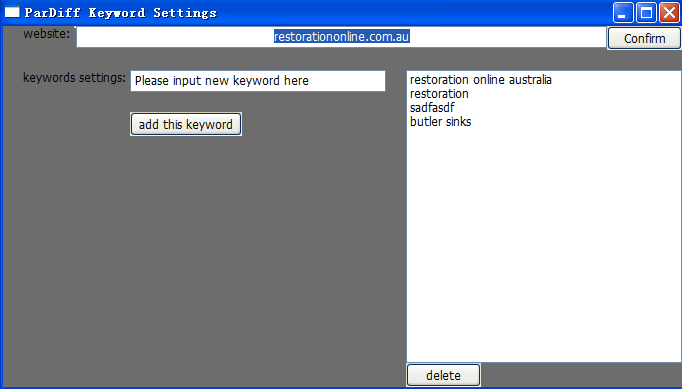 ParDiff Keyword Settings
website: restorationonline.com.au Confirm
keywords settings: Please input new keyword here
add this keyword
restoration online australia
restoration
sadfasdf
butler sinks
delete